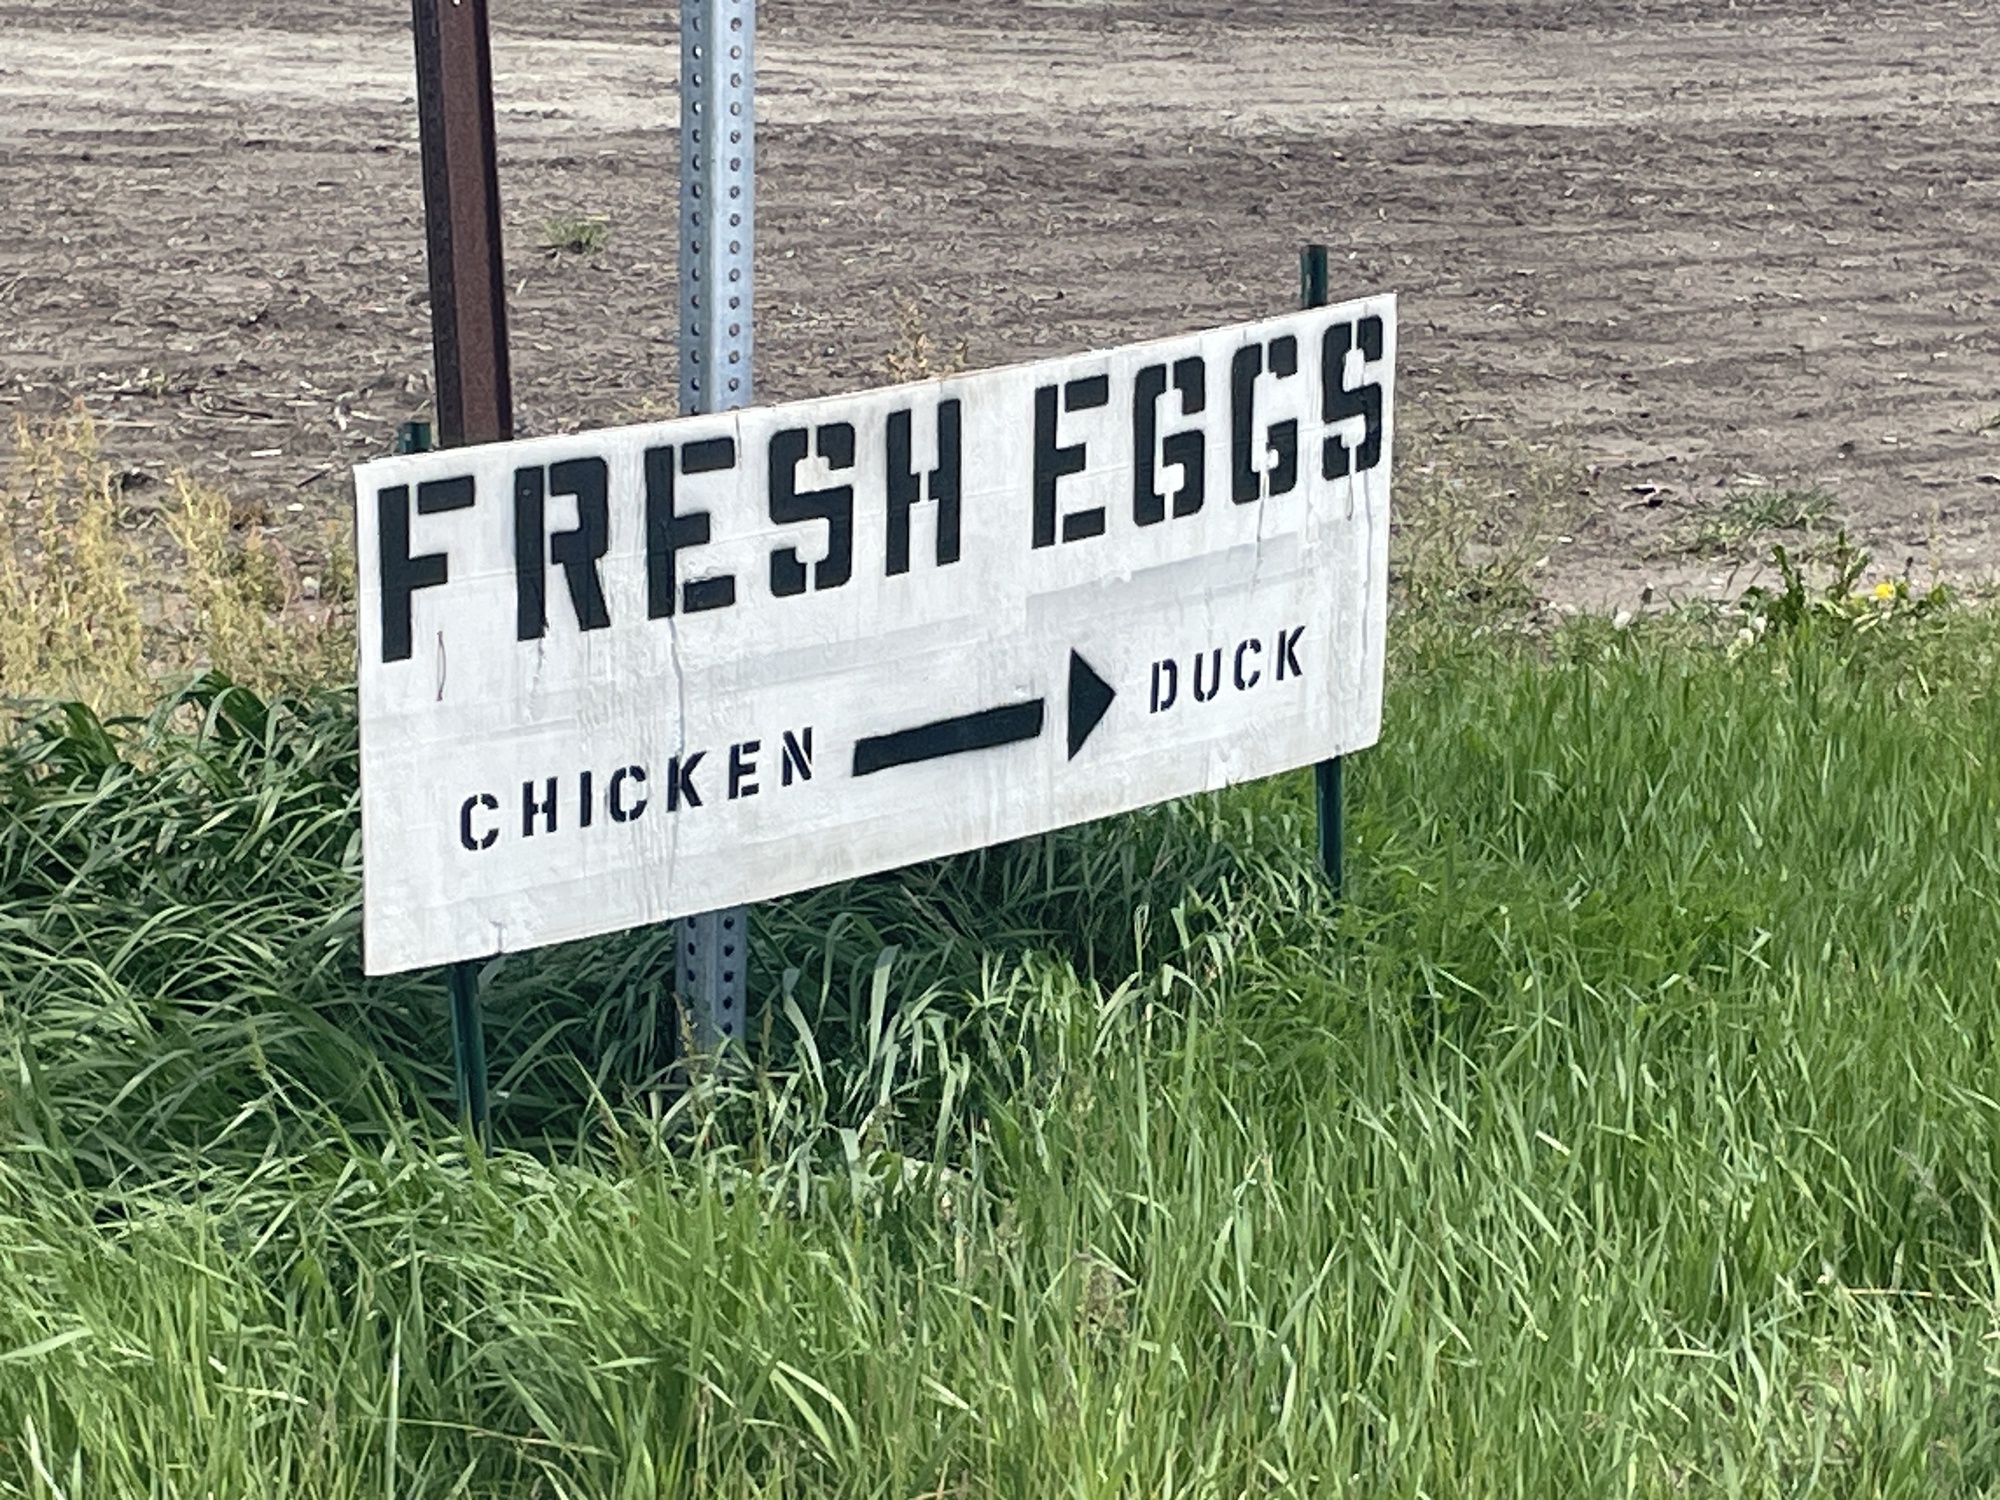 FRESH EGGS
CHICKEN → DUCK